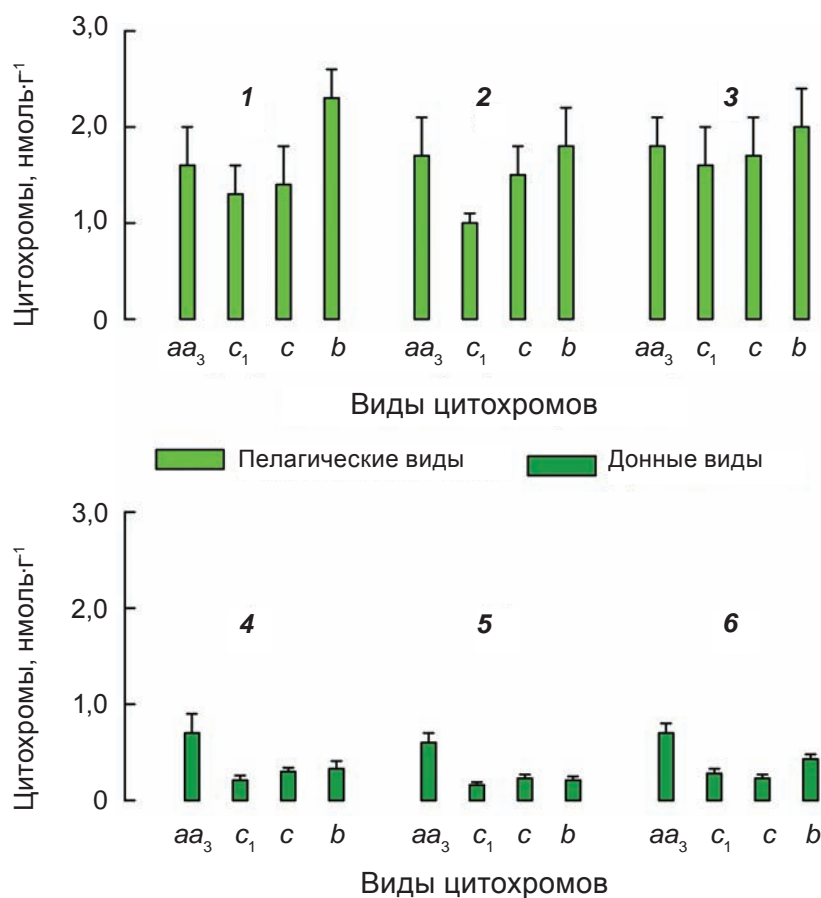 Цитохромы, нмоль·г⁻¹
3,0
2,0
1,0
0
1 2 3
aa₃ c₁ c b aa₃ c₁ c b aa₃ c₁ c b
Виды цитохромов
Пелагические виды Донные виды
Цитохромы, нмоль·г⁻¹
3,0
2,0
1,0
0
4 5 6
aa₃ c₁ c b aa₃ c₁ c b aa₃ c₁ c b
Виды цитохромов